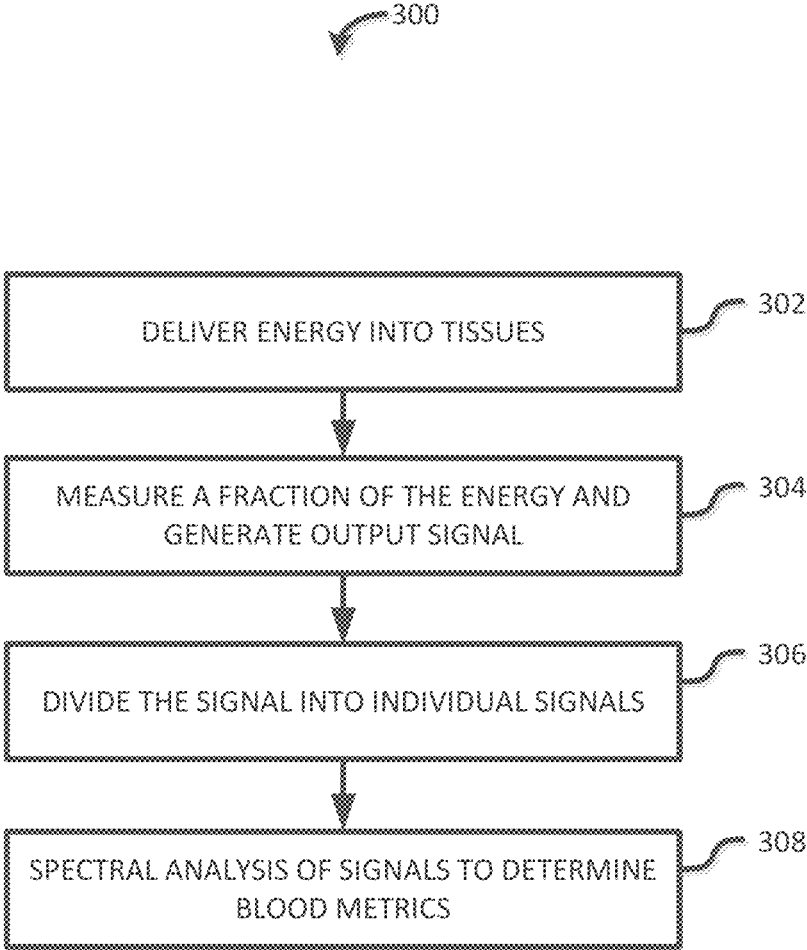 300
DELIVER ENERGY INTO TISSUES
302
MEASURE A FRACTION OF THE ENERGY AND
GENERATE OUTPUT SIGNAL
304
DIVIDE THE SIGNAL INTO INDIVIDUAL SIGNALS
306
SPECTRAL ANALYSIS OF SIGNALS TO DETERMINE
BLOOD METRICS
308